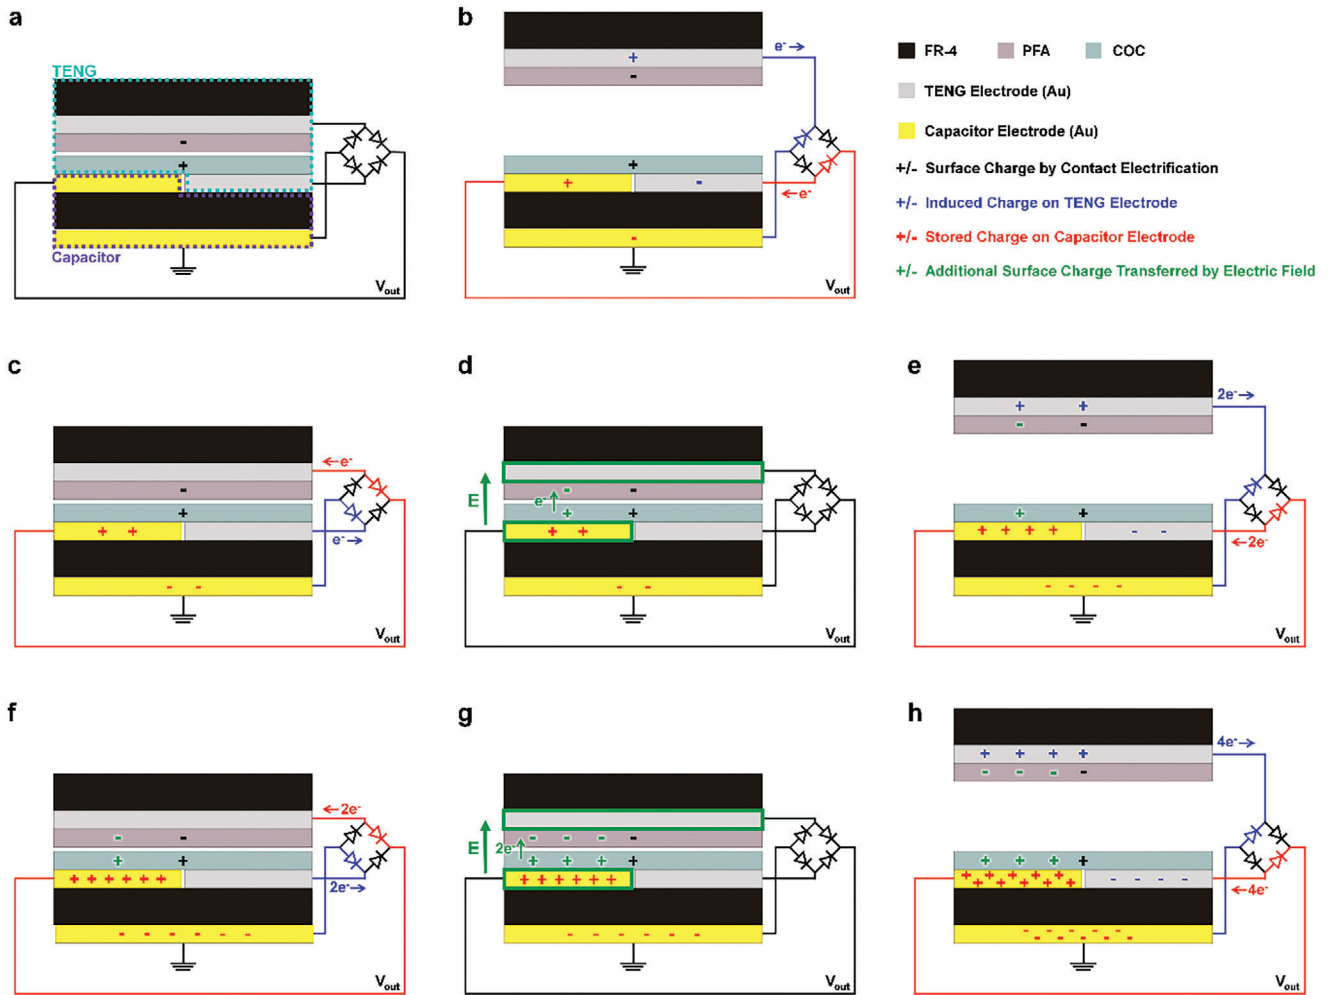 a
TENG
-
+
Capacitor
Vout
b
e- →
+
-
+
+
-
← e-
-
Vout
FR-4
PFA
COC
TENG Electrode (Au)
Capacitor Electrode (Au)
+/- Surface Charge by Contact Electrification
+/- Induced Charge on TENG Electrode
+/- Stored Charge on Capacitor Electrode
+/- Additional Surface Charge Transferred by Electric Field
c
← e-
-
+
+ +
e- →
- -
Vout
d
E
- -
e- ↑
+ +
+ +
- -
Vout
e
2e- →
+ +
- -
+ +
+ + + +
- -
← 2e-
- - - -
Vout
f
← 2e-
- -
+ +
+ + + + + +
2e- →
- - - - - -
Vout
g
E
- - - -
2e- ↑
+ + + +
+ + + + + +
- - - - - -
Vout
h
4e- →
+ + + +
- - - -
+ + + +
+ + + + + + + + + +
- - - -
← 4e-
- - - - - - - - - -
Vout